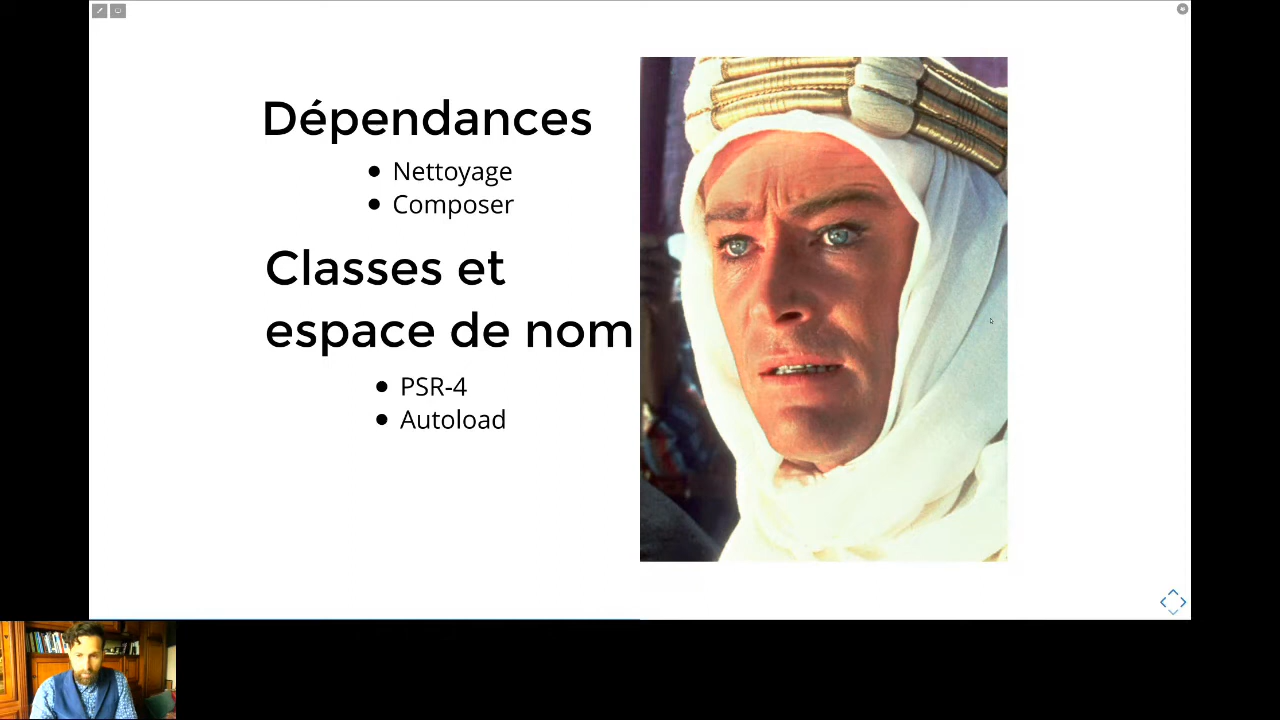 Dépendances
Nettoyage
Composer
Classes et
espace de nom
PSR-4
Autoload